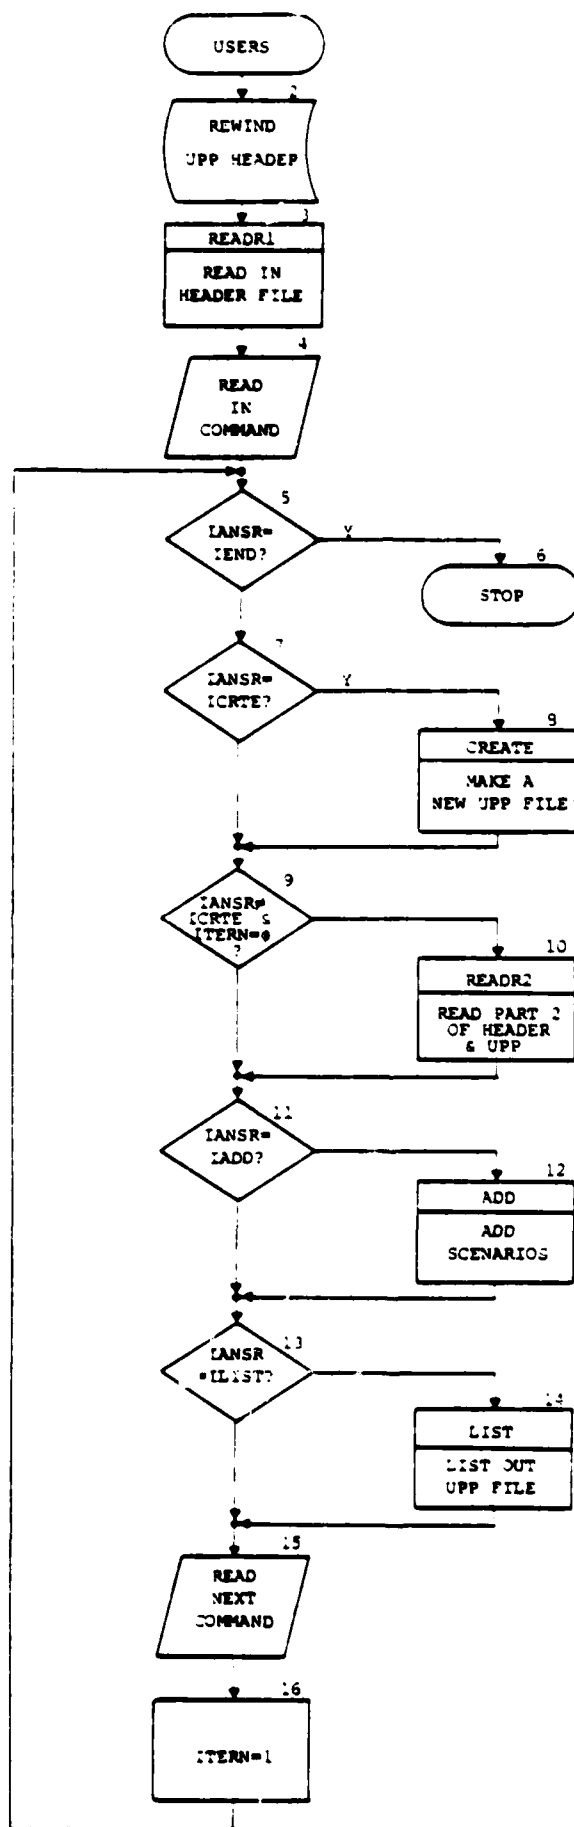 USERS
2
REWIND
UPP HEADER
3
READR1
READ IN
HEADER FILE
4
READ
IN
COMMAND
5
IANSR=
IEND?
Y
6
STOP
7
IANSR=
ICRTE?
Y
8
CREATE
MAKE A
NEW UPP FILE
9
IANSR≠
ICRTE &
ITERN=ϕ
?
10
READR2
READ PART 2
OF HEADER
& UPP
11
IANSR=
IADD?
12
ADD
ADD
SCENARIOS
13
IANSR
=ILIST?
14
LIST
LIST OUT
UPP FILE
15
READ
NEXT
COMMAND
16
ITERN=1